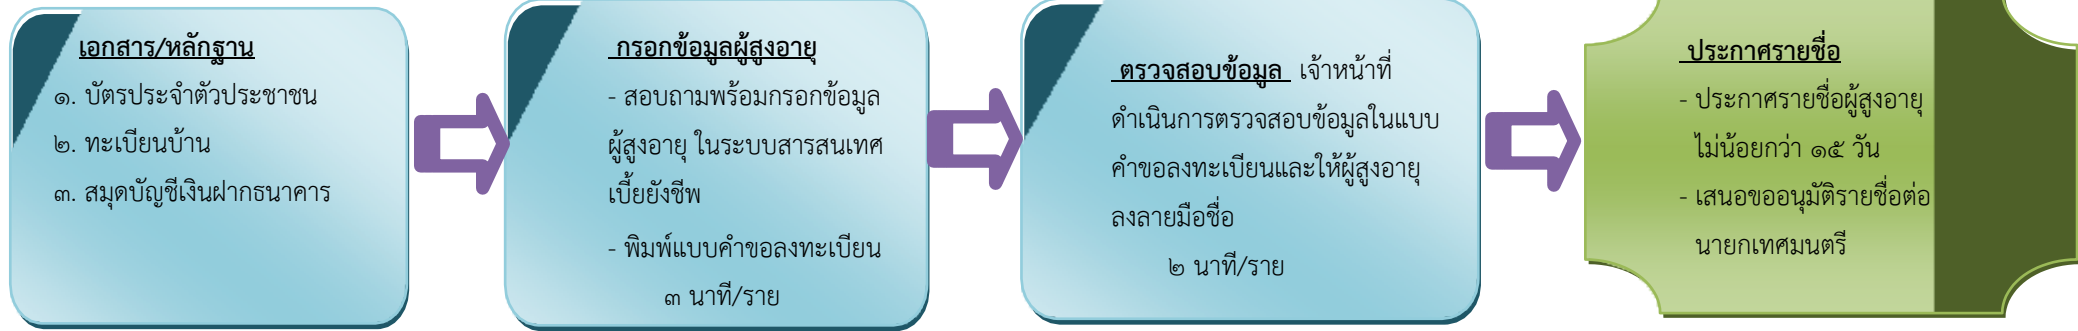 เอกสาร/หลักฐาน
๑. บัตรประจำตัวประชาชน
๒. ทะเบียนบ้าน
๓. สมุดบัญชีเงินฝากธนาคาร
กรอกข้อมูลผู้สูงอายุ
- สอบถามพร้อมกรอกข้อมูล
ผู้สูงอายุ ในระบบสารสนเทศ
เบี้ยยังชีพ
- พิมพ์แบบคำขอลงทะเบียน
๓ นาที/ราย
ตรวจสอบข้อมูล เจ้าหน้าที่
ดำเนินการตรวจสอบข้อมูลในแบบ
คำขอลงทะเบียนและให้ผู้สูงอายุ
ลงลายมือชื่อ
๒ นาที/ราย
ประกาศรายชื่อ
- ประกาศรายชื่อผู้สูงอายุ
ไม่น้อยกว่า ๑๕ วัน
- เสนอขออนุมัติรายชื่อต่อ
นายกเทศมนตรี